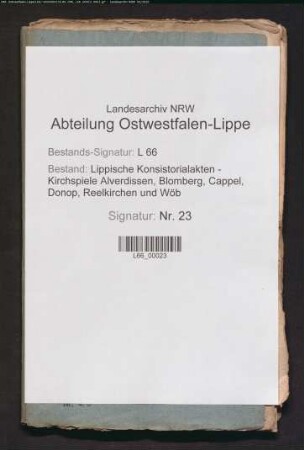 Landesarchiv NRW
Abteilung Ostwestfalen-Lippe
Bestands-Signatur: L 66
Bestand: Lippische Konsistorialakten -
Kirchspiele Alverdissen, Blomberg, Cappel,
Donop, Reelkirchen und Wöb
Signatur: Nr. 23
L66_00023